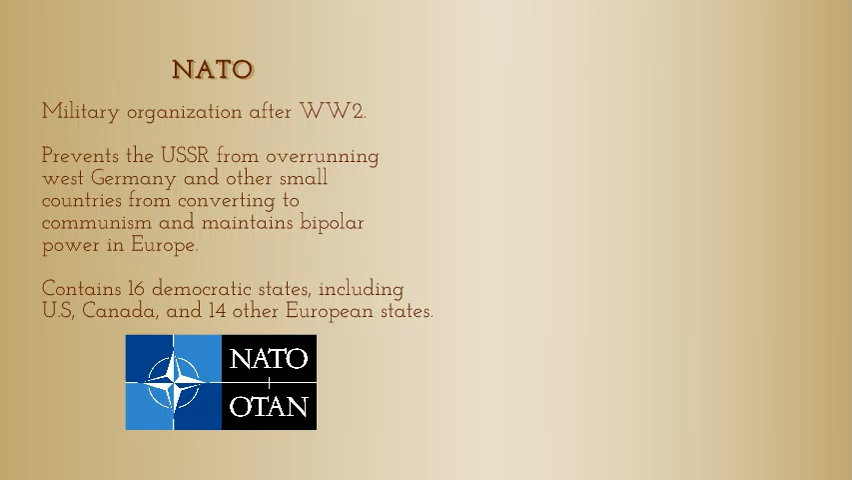 NATO
Military organization after WW2.
Prevents the USSR from overrunning
west Germany and other small
countries from converting to
communism and maintains bipolar
power in Europe.
Contains 16 democratic states, including
U.S, Canada, and 14 other European states.
NATO
OTAN